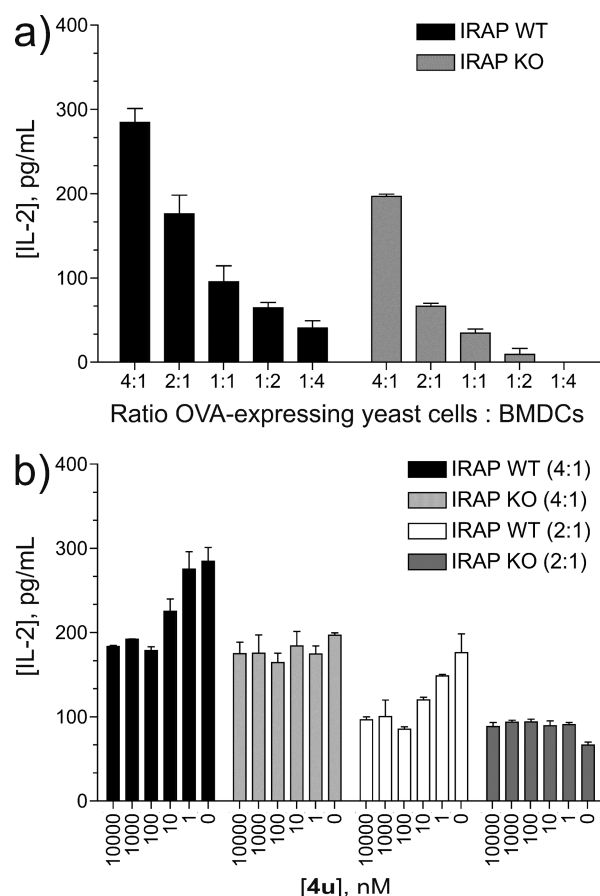 a)
IRAP WT
IRAP KO
[IL-2], pg/mL
400
300
200
100
0
4:1 2:1 1:1 1:2 1:4 4:1 2:1 1:1 1:2 1:4
Ratio OVA-expressing yeast cells : BMDCs
b)
IRAP WT (4:1)
IRAP KO (4:1)
IRAP WT (2:1)
IRAP KO (2:1)
[IL-2], pg/mL
400
300
200
100
0
10000 1000 100 10 1 0 10000 1000 100 10 1 0 10000 1000 100 10 1 0 10000 1000 100 10 1 0
[4u], nM